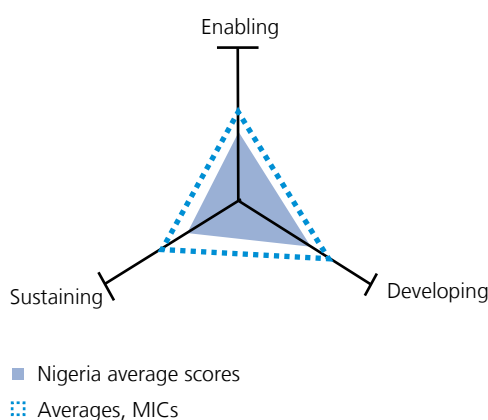 Enabling
Sustaining
Developing
Nigeria average scores
Averages, MICs